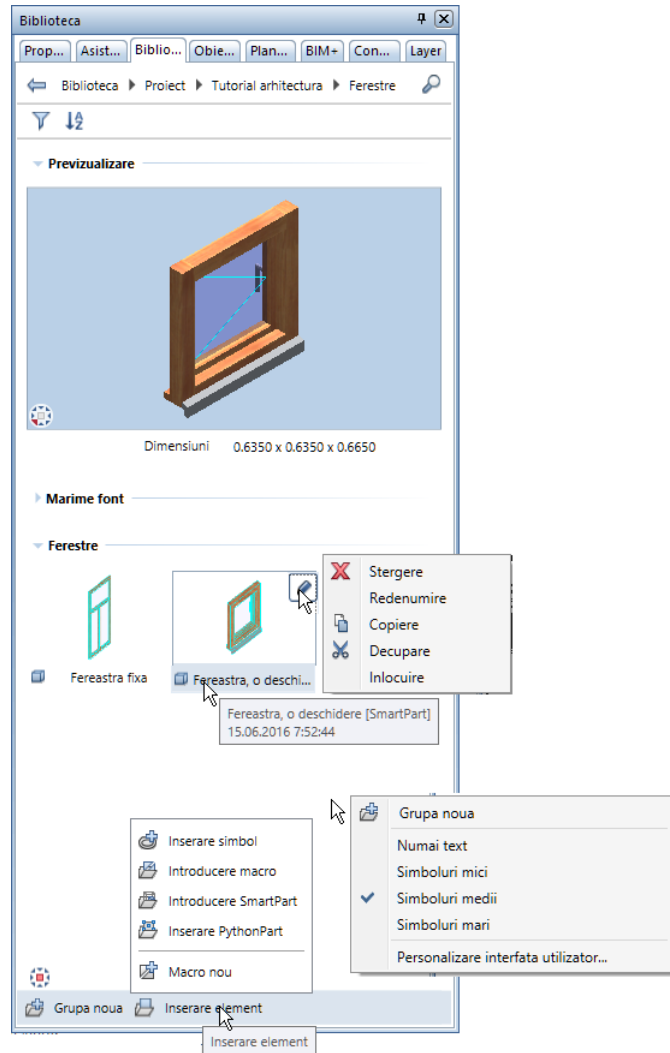 Biblioteca
Prop... Asist... Biblio... Obie... Plan... BIM+ Con... Layer
Biblioteca Proiect Tutorial arhitectura Ferestre
Previzualizare
Dimensiuni 0.6350 x 0.6350 x 0.6650
Marime font
Ferestre
Stergere
Redenumire
Copiere
Decupare
Inlocuire
Fereastra fixa
Fereastra, o deschi...
Fereastra, o deschidere [SmartPart]
15.06.2016 7:52:44
Grupa noua
Numai text
Simboluri mici
Simboluri medii
Simboluri mari
Personalizare interfata utilizator...
Inserare simbol
Introducere macro
Introducere SmartPart
Inserare PythonPart
Macro nou
Grupa noua Inserare element
Inserare element